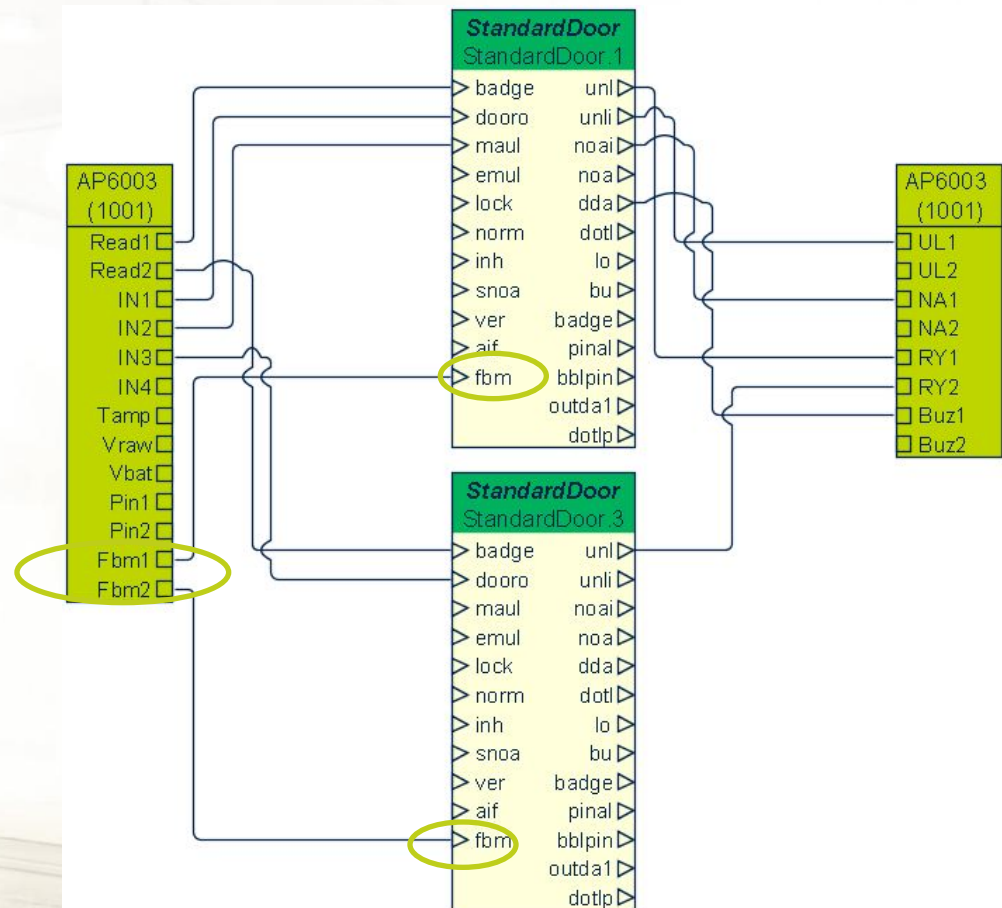 StandardDoor
StandardDoor.1
badge unl
dooro unli
maul noai
emul noa
lock dda
norm dotl
inh lo
snoa bu
ver badge
aif pinal
fbm bblpin
outda1
dotlp
AP6003
(1001)
Read1
Read2
IN1
IN2
IN3
IN4
Tamp
Vraw
Vbat
Pin1
Pin2
Fbm1
Fbm2
AP6003
(1001)
UL1
UL2
NA1
NA2
RY1
RY2
Buz1
Buz2
StandardDoor
StandardDoor.3
badge unl
dooro unli
maul noai
emul noa
lock dda
norm dotl
inh lo
snoa bu
ver badge
aif pinal
fbm bblpin
outda1
dotlp